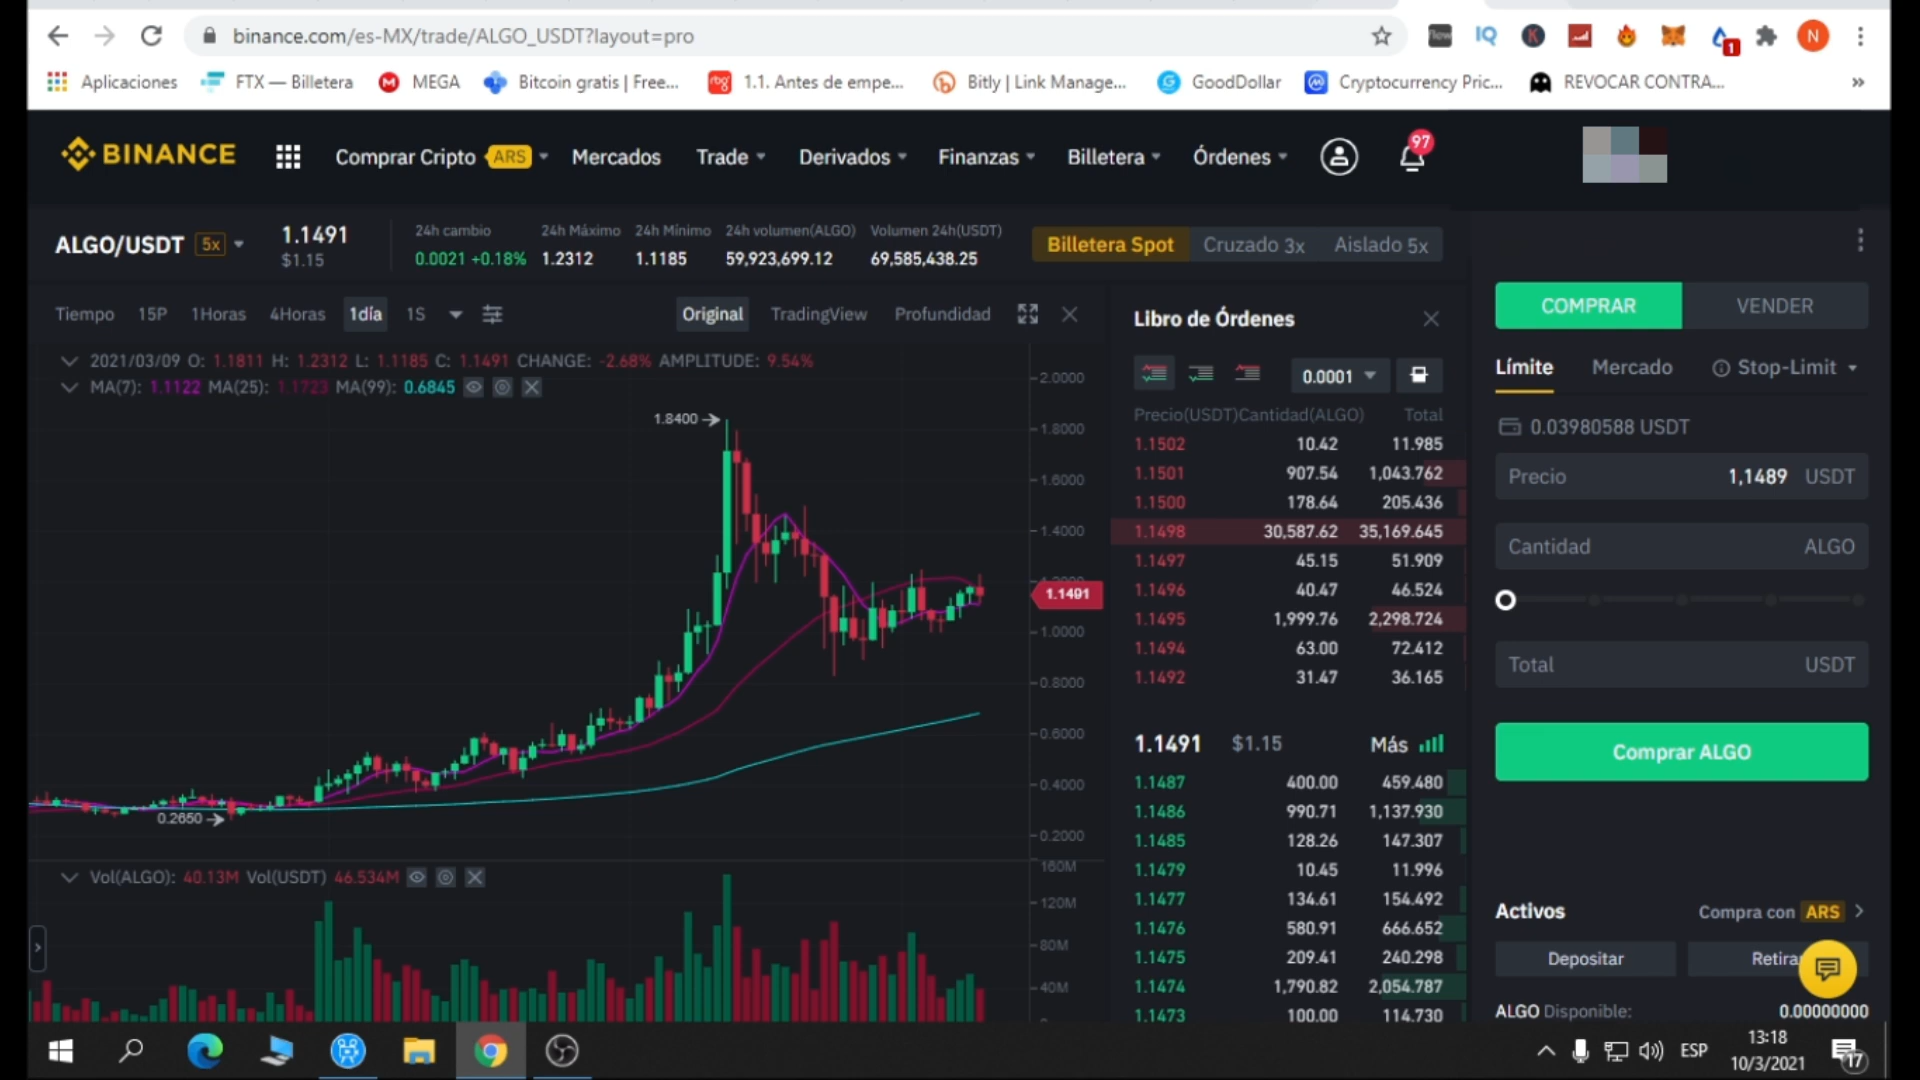 binance.com/es-MX/trade/ALGO_USDT?layout=pro
flow IQ K 1 N
Aplicaciones FTX — Billetera MEGA Bitcoin gratis | Free... rbg 1.1. Antes de empe... Bitly | Link Manage... GoodDollar Cryptocurrency Pric... REVOCAR CONTRA... »
BINANCE Comprar Cripto ARS Mercados Trade Derivados Finanzas Billetera Órdenes 97
ALGO/USDT 5x 1.1491 $1.15
24h cambio 24h Máximo 24h Mínimo 24h volumen(ALGO) Volumen 24h(USDT)
0.0021 +0.18% 1.2312 1.1185 59,923,699.12 69,585,438.25
Billetera Spot Cruzado 3x Aislado 5x
Tiempo 15P 1Horas 4Horas 1día 1S Original TradingView Profundidad
2021/03/09 O: 1.1811 H: 1.2312 L: 1.1185 C: 1.1491 CHANGE: -2.68% AMPLITUDE: 9.54%
MA(7): 1.1122 MA(25): 1.1723 MA(99): 0.6845
1.8400
0.2650
2.0000
1.8000
1.6000
1.4000
1.2000
1.1491
1.0000
0.8000
0.6000
0.4000
0.2000
Vol(ALGO): 40.13M Vol(USDT) 46.534M
160M
120M
80M
40M
Libro de Órdenes
0.0001
Precio(USDT) Cantidad(ALGO) Total
1.1502 10.42 11.985
1.1501 907.54 1,043.762
1.1500 178.64 205.436
1.1498 30,587.62 35,169.645
1.1497 45.15 51.909
1.1496 40.47 46.524
1.1495 1,999.76 2,298.724
1.1494 63.00 72.412
1.1492 31.47 36.165
1.1491 $1.15 Más
1.1487 400.00 459.480
1.1486 990.71 1,137.930
1.1485 128.26 147.307
1.1479 10.45 11.996
1.1477 134.61 154.492
1.1476 580.91 666.652
1.1475 209.41 240.298
1.1474 1,790.82 2,054.787
1.1473 100.00 114.730
COMPRAR VENDER
Límite Mercado Stop-Limit
0.03980588 USDT
Precio 1,1489 USDT
Cantidad ALGO
Total USDT
Comprar ALGO
Activos Compra con ARS
Depositar Retira
ALGO Disponible: 0.00000000
ESP 13:18
10/3/2021 17